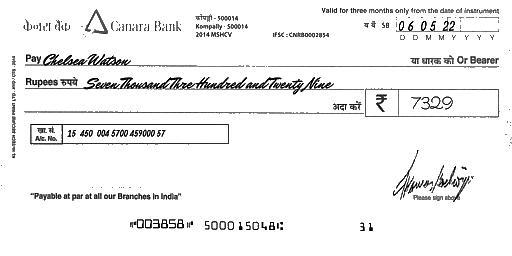 केनरा बैंक Canara Bank
कोम्पल्ली - 500014
Kompally - 500014
2014 MSHCV
IFSC : CNRB0002854
Valid for three months only from the date of instrument
SB 06 05 22
D D M M Y Y Y Y
Pay Chelsea Watson या धारक को Or Bearer
Rupees रुपये Seven Thousand Thre Hundred and Twenty Nine
अदा करें ₹ 7329
खा. सं.
A/c. No. 15 450 004 5700 459000 57
Please sign above
"Payable at par at all our Branches in India"
⑈003858⑈ 500015048⑆ 31